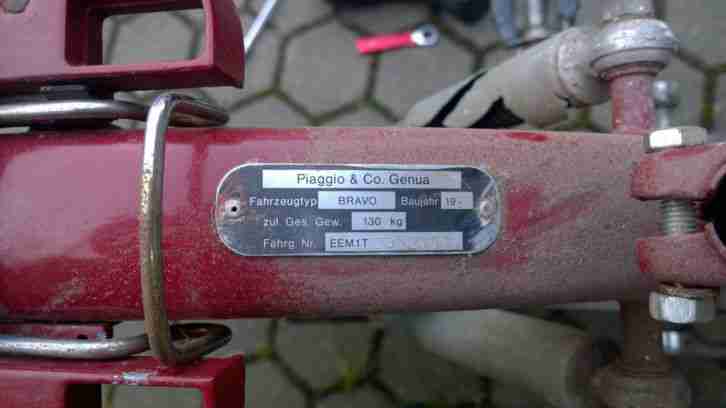 Piaggio & Co. Genua
Fahrzeugtyp BRAVO Baujahr 19-
zul. Ges. Gew. 130 kg
Fahrg. Nr. EEM1T